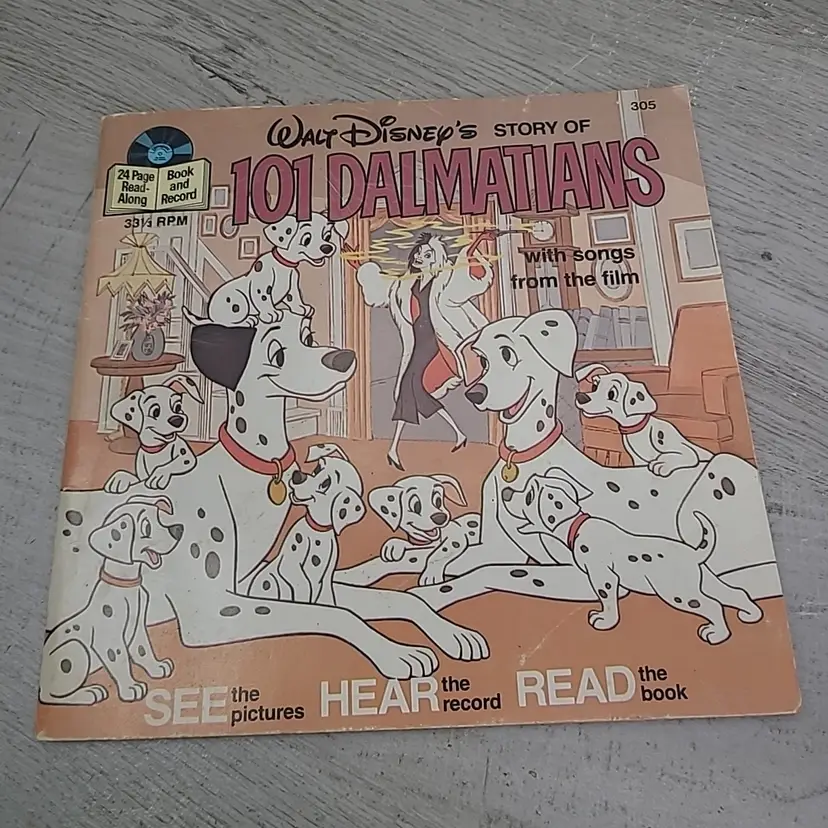 305
WALT DISNEY'S STORY OF
101 DALMATIANS
24 Page
Read-
Along
Book
and
Record
33⅓ RPM
with songs
from the film
SEE the pictures HEAR the record READ the book